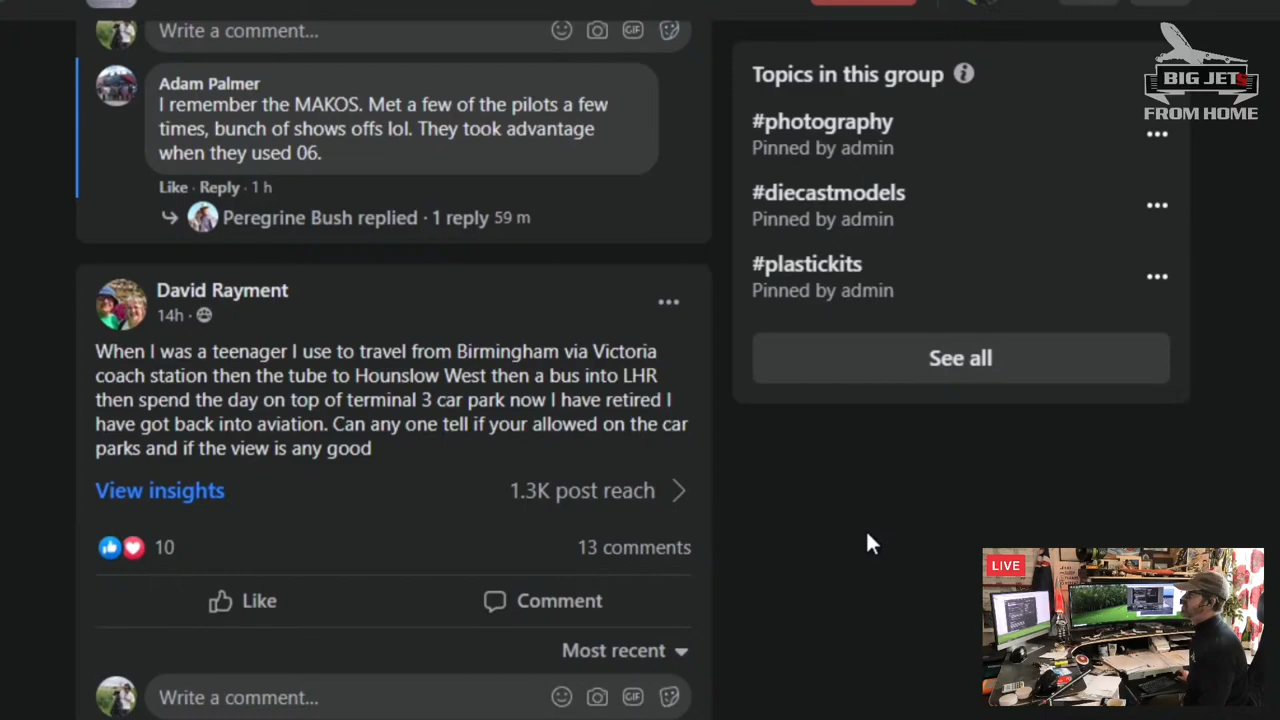 Write a comment...
GIF
Adam Palmer
I remember the MAKOS. Met a few of the pilots a few
times, bunch of shows offs lol. They took advantage
when they used 06.
Like · Reply · 1 h
Peregrine Bush replied · 1 reply 59 m
David Rayment
14h ·
When I was a teenager I use to travel from Birmingham via Victoria
coach station then the tube to Hounslow West then a bus into LHR
then spend the day on top of terminal 3 car park now I have retired I
have got back into aviation. Can any one tell if your allowed on the car
parks and if the view is any good
View insights
1.3K post reach
10
13 comments
Like
Comment
Most recent
Write a comment...
GIF
Topics in this group
#photography
Pinned by admin
#diecastmodels
Pinned by admin
#plastickits
Pinned by admin
See all
BIG JETS
FROM HOME
LIVE